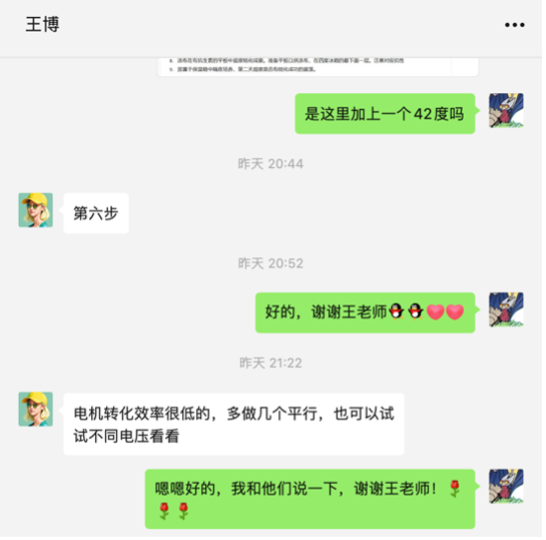 王博
是这里加上一个42度吗
昨天 20:44
第六步
昨天 20:52
好的，谢谢王老师🐧🐧❤️❤️
昨天 21:22
电机转化效率很低的，多做几个平行，也可以试
试不同电压看看
嗯嗯好的，我和他们说一下，谢谢王老师！🌹
🌹🌹